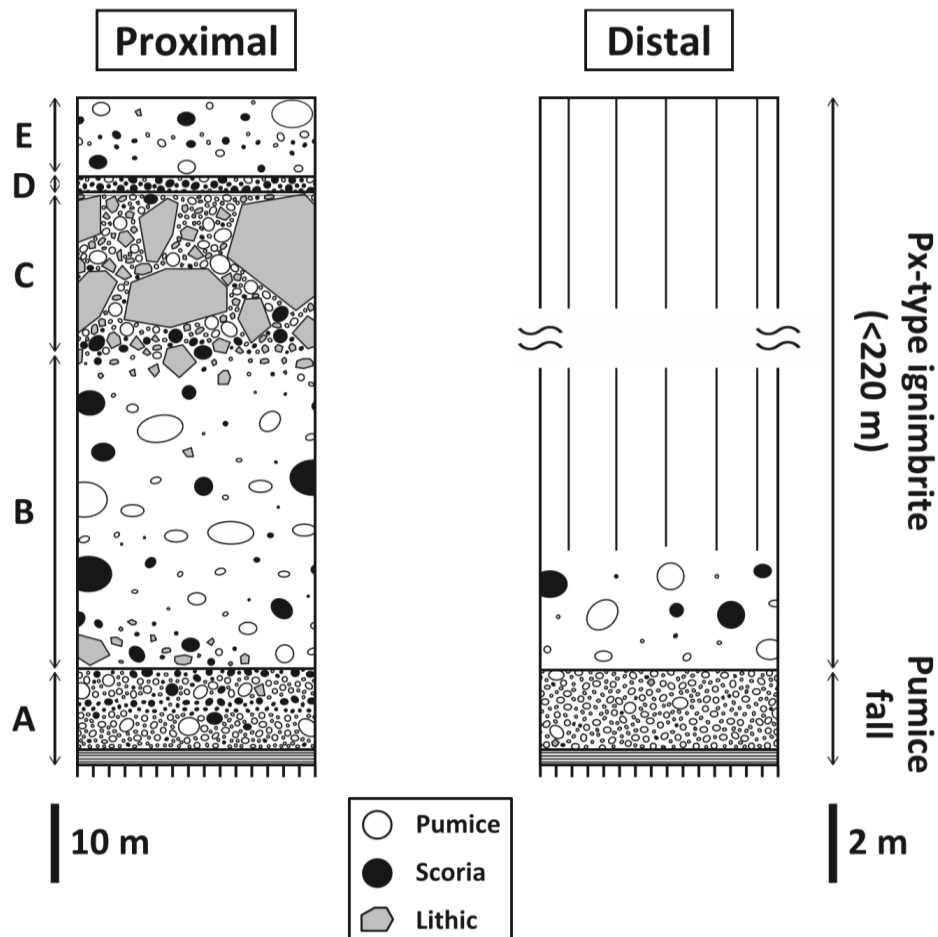 Proximal
Distal
E
D
C
B
A
Px-type ignimbrite
(<220 m)
Pumice
fall
10 m
2 m
Pumice
Scoria
Lithic